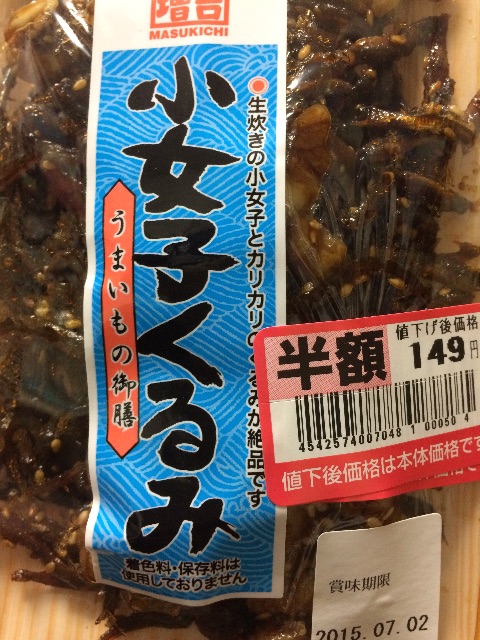 MASUKICHI
小女子くるみ
うまいもの御膳
生炊きの小女子とカリカリの
くるみが絶品です
着色料・保存料は
使用しておりません
半額
値下げ後価格
149円
4542574007048 1 00050 4
値下後価格は本体価格です
賞味期限
2015.07.02